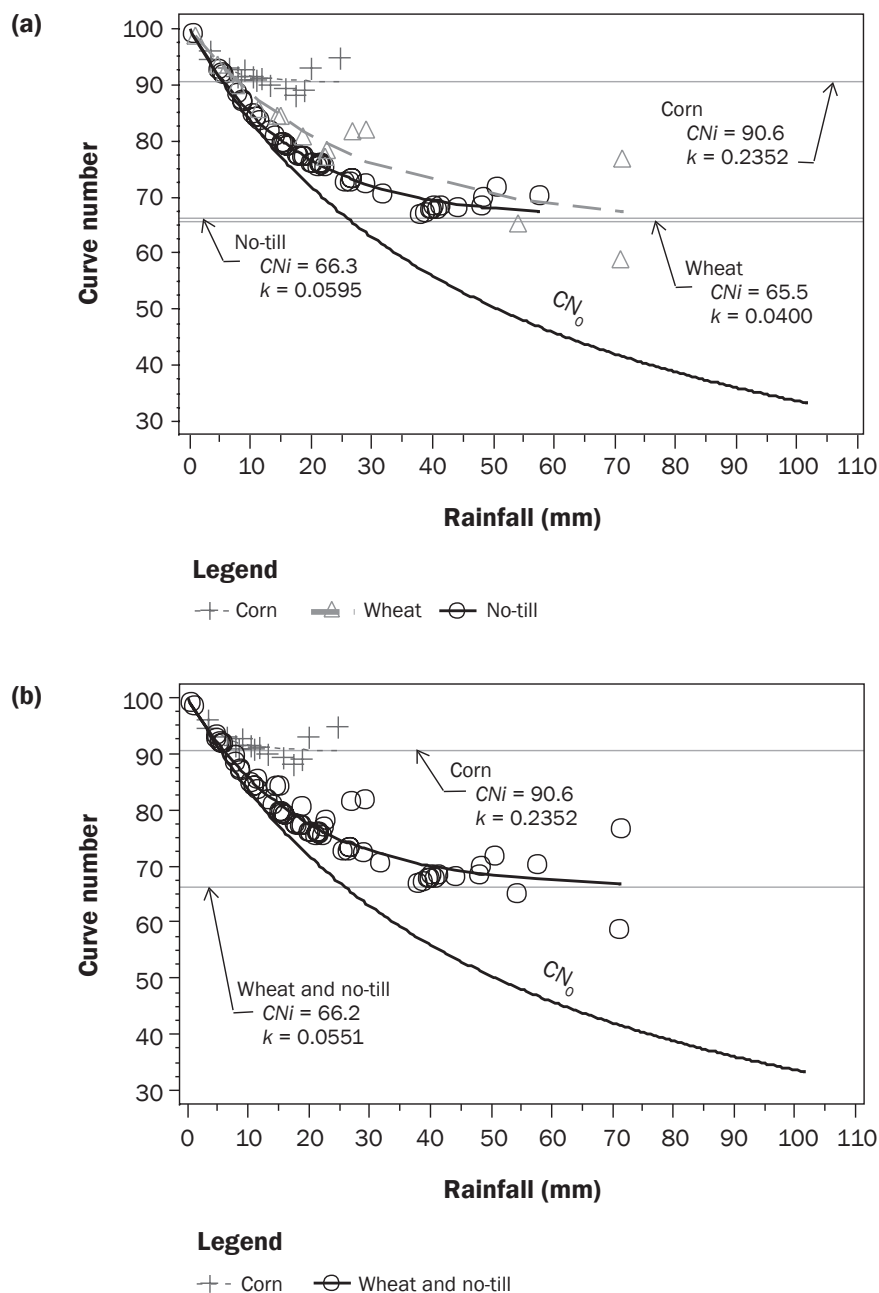 (a)
100
90
80
70
60
50
40
30
Curve number
Corn
CNi = 90.6
k = 0.2352
No-till
CNi = 66.3
k = 0.0595
Wheat
CNi = 65.5
k = 0.0400
CNo
0 10 20 30 40 50 60 70 80 90 100 110
Rainfall (mm)
Legend
Corn Wheat No-till
(b)
100
90
80
70
60
50
40
30
Curve number
Corn
CNi = 90.6
k = 0.2352
Wheat and no-till
CNi = 66.2
k = 0.0551
CNo
0 10 20 30 40 50 60 70 80 90 100 110
Rainfall (mm)
Legend
Corn Wheat and no-till